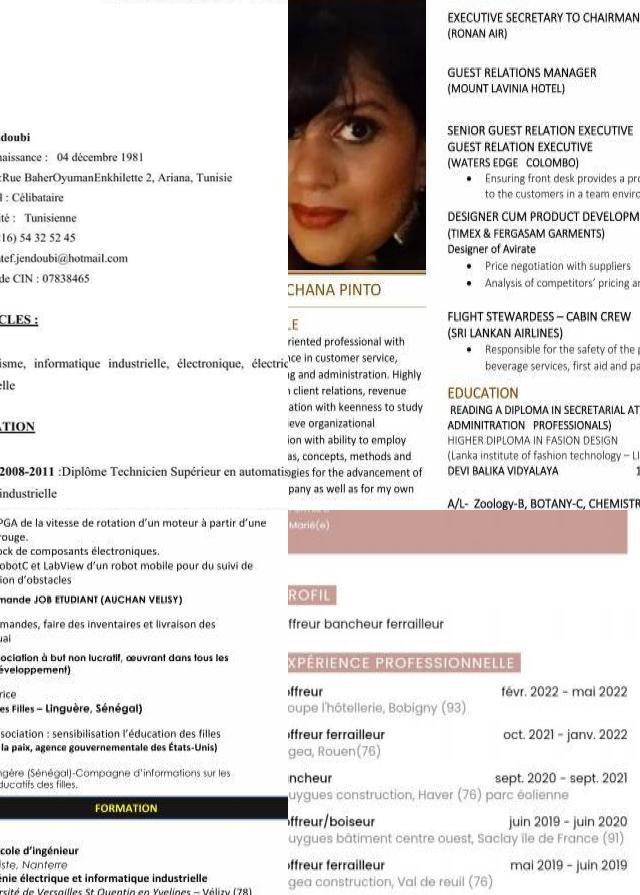 doubi
aissance : 04 décembre 1981
:Rue BaherOyumanEnkhilette 2, Ariana, Tunisie
l : Célibataire
ité : Tunisienne
16) 54 32 52 45
atef.jendoubi@hotmail.com
de CIN : 07838465
CLES :
isme, informatique industrielle, électronique, électric
elle
ATION
2008-2011 :Diplôme Technicien Supérieur en automatis
industrielle
CHANA PINTO
LE
riented professional with
nce in customer service,
g and administration. Highly
client relations, revenue
ation with keenness to study
ieve organizational
ion with ability to employ
as, concepts, methods and
ogies for the advancement of
pany as well as for my own
EXECUTIVE SECRETARY TO CHAIRMAN
(RONAN AIR)
GUEST RELATIONS MANAGER
(MOUNT LAVINIA HOTEL)
SENIOR GUEST RELATION EXECUTIVE
GUEST RELATION EXECUTIVE
(WATERS EDGE COLOMBO)
• Ensuring front desk provides a pro
to the customers in a team enviro
DESIGNER CUM PRODUCT DEVELOPM
(TIMEX & FERGASAM GARMENTS)
Designer of Avirate
• Price negotiation with suppliers
• Analysis of competitors’ pricing an
FLIGHT STEWARDESS – CABIN CREW
(SRI LANKAN AIRLINES)
• Responsible for the safety of the p
beverage services, first aid and pa
EDUCATION
READING A DIPLOMA IN SECRETARIAL AT
ADMINITRATION PROFESSIONALS)
HIGHER DIPLOMA IN FASION DESIGN
(Lanka institute of fashion technology – LI
DEVI BALIKA VIDYALAYA 1
A/L- Zoology-B, BOTANY-C, CHEMISTR
PGA de la vitesse de rotation d’un moteur à partir d’une
rouge.
ock de composants électroniques.
obotC et LabView d’un robot mobile pour du suivi de
ion d’obstacles
mande JOB ETUDIANT (AUCHAN VELISY)
mandes, faire des inventaires et livraison des
uai
ociation à but non lucratif, œuvrant dans tous les
éveloppement)
rice
es Filles – Linguère, Sénégal)
ssociation : sensibilisation l’éducation des filles
la paix, agence gouvernementale des États-Unis)
ngère (Sénégal)-Compagne d’informations sur les
ducatifs des filles.
FORMATION
cole d’ingénieur
iste, Nanterre
énie électrique et informatique industrielle
rsité de Versailles St Quentin en Yvelines – Vélizy (78)
Marié(e)
ROFIL
ffreur bancheur ferrailleur
XPÉRIENCE PROFESSIONNELLE
offreur févr. 2022 - mai 2022
oupe l'hôtellerie, Bobigny (93)
offreur ferrailleur oct. 2021 - janv. 2022
gea, Rouen(76)
ncheur sept. 2020 - sept. 2021
uygues construction, Haver (76) parc éolienne
offreur/boiseur juin 2019 - juin 2020
uygues bâtiment centre ouest, Saclay île de France (91)
offreur ferrailleur mai 2019 - juin 2019
gea construction, Val de reuil (76)